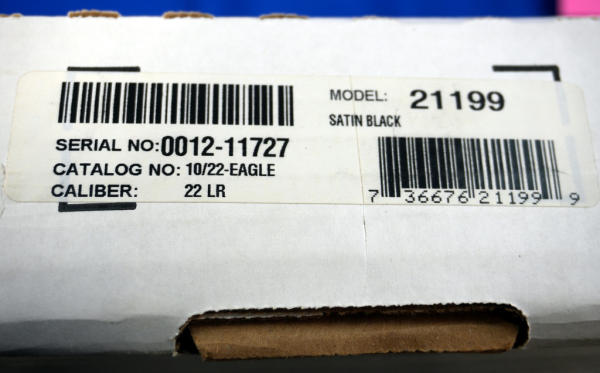 MODEL: 21199
SATIN BLACK
SERIAL NO:0012-11727
CATALOG NO: 10/22-EAGLE
CALIBER: 22 LR
7 36676 21199 9